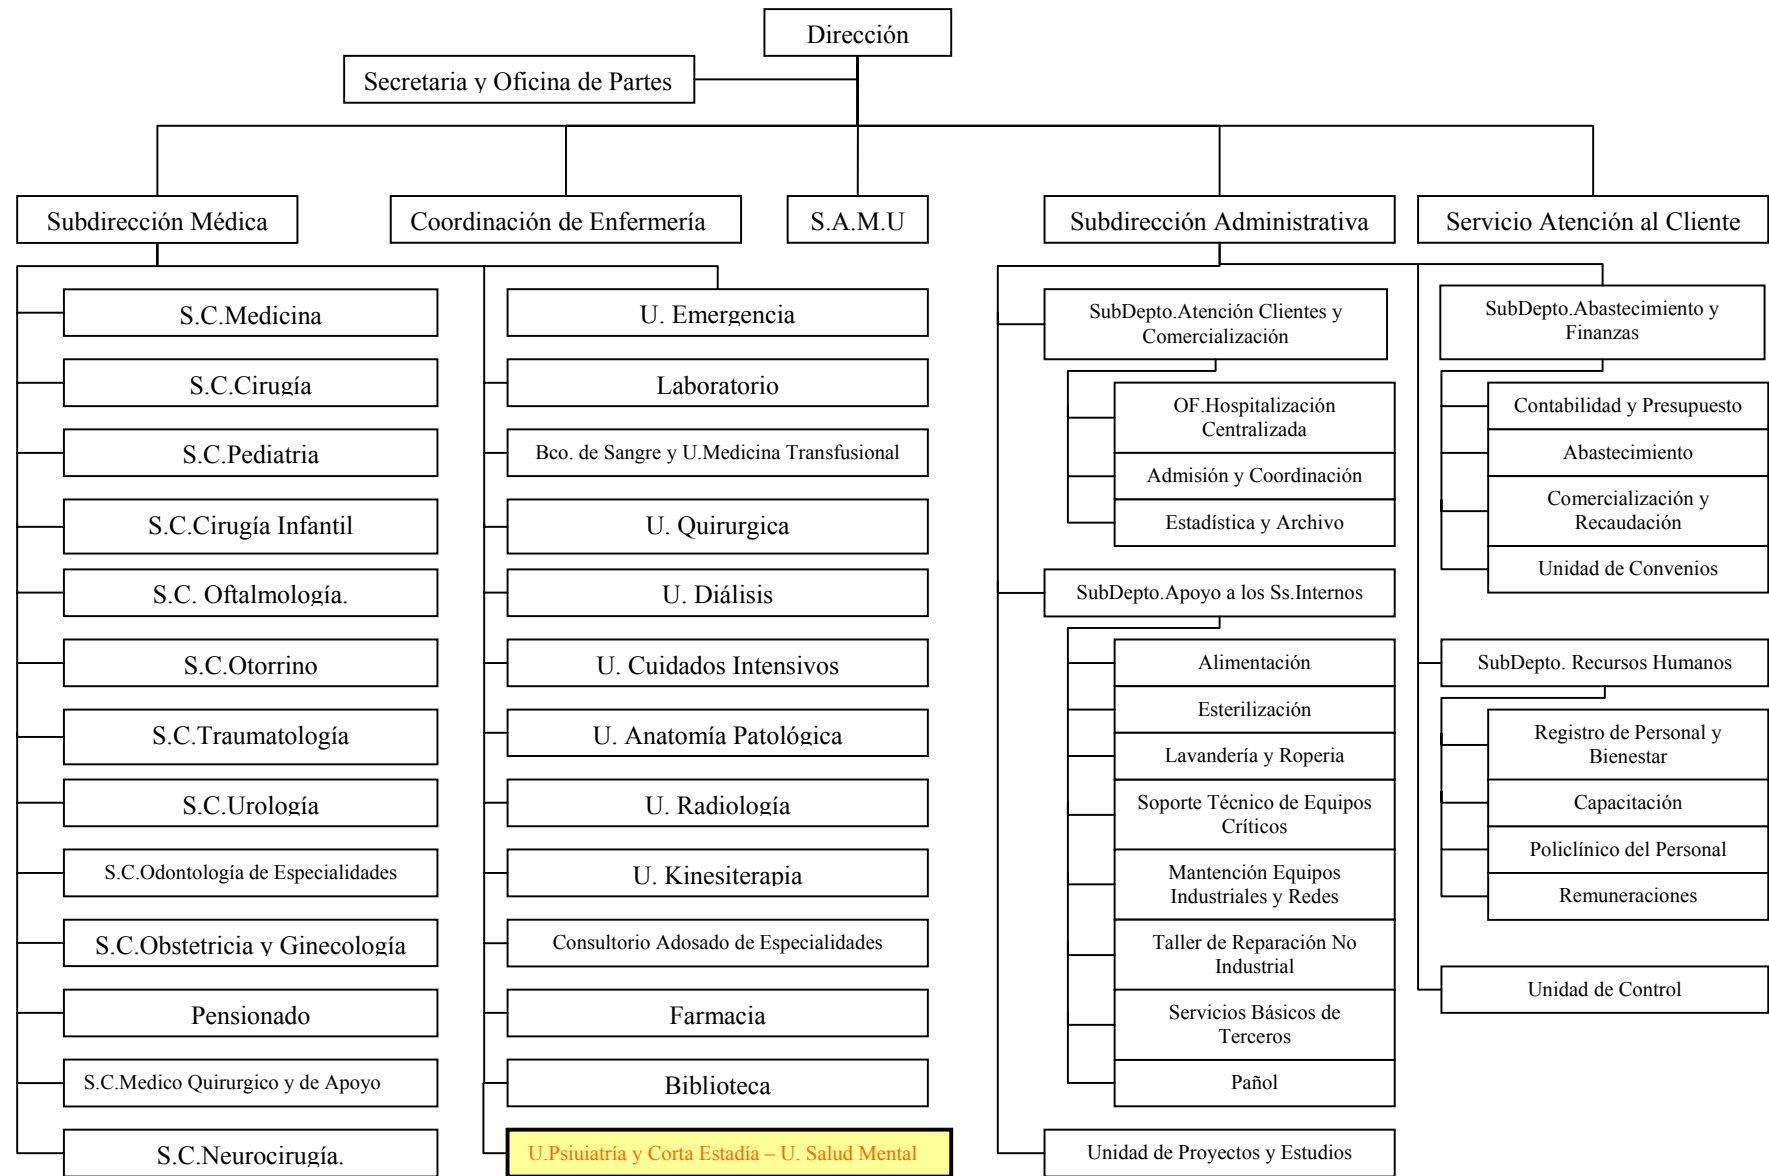 Dirección
Secretaria y Oficina de Partes
Subdirección Médica
Coordinación de Enfermería
S.A.M.U
Subdirección Administrativa
Servicio Atención al Cliente
S.C.Medicina
S.C.Cirugía
S.C.Pediatria
S.C.Cirugía Infantil
S.C. Oftalmología.
S.C.Otorrino
S.C.Traumatología
S.C.Urología
S.C.Odontología de Especialidades
S.C.Obstetricia y Ginecología
Pensionado
S.C.Medico Quirurgico y de Apoyo
S.C.Neurocirugía.
U. Emergencia
Laboratorio
Bco. de Sangre y U.Medicina Transfusional
U. Quirurgica
U. Diálisis
U. Cuidados Intensivos
U. Anatomía Patológica
U. Radiología
U. Kinesiterapia
Consultorio Adosado de Especialidades
Farmacia
Biblioteca
U.Psiuiatría y Corta Estadía – U. Salud Mental
SubDepto.Atención Clientes y
Comercialización
OF.Hospitalización
Centralizada
Admisión y Coordinación
Estadística y Archivo
SubDepto.Apoyo a los Ss.Internos
Alimentación
Esterilización
Lavandería y Roperia
Soporte Técnico de Equipos
Críticos
Mantención Equipos
Industriales y Redes
Taller de Reparación No
Industrial
Servicios Básicos de
Terceros
Pañol
Unidad de Proyectos y Estudios
SubDepto.Abastecimiento y
Finanzas
Contabilidad y Presupuesto
Abastecimiento
Comercialización y
Recaudación
Unidad de Convenios
SubDepto. Recursos Humanos
Registro de Personal y
Bienestar
Capacitación
Policlínico del Personal
Remuneraciones
Unidad de Control